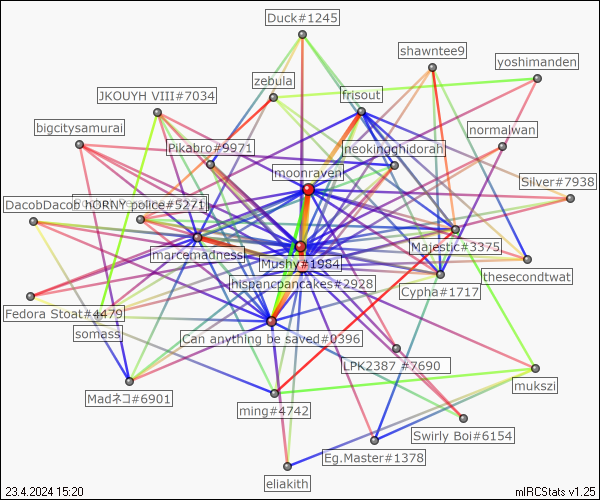 Duck#1245
shawntee9
yoshimanden
zebula
frisout
JKOUYH VIII#7034
bigcitysamurai
normalwan
Pikabro#9971
neokingghidorah
moonraven
Silver#7938
DacobDacob
HORNY police#5271
Majestic#3375
marcemadness
Mushy#1984
thesecondtwat
hispancpancakes#2928
Cypha#1717
Fedora Stoat#4479
somass
Can anything be saved#0396
LPK2387 #7690
mukszi
Madネコ#6901
ming#4742
Swirly Boi#6154
Eg.Master#1378
eliakith
23.4.2024 15:20
mIRCStats v1.25